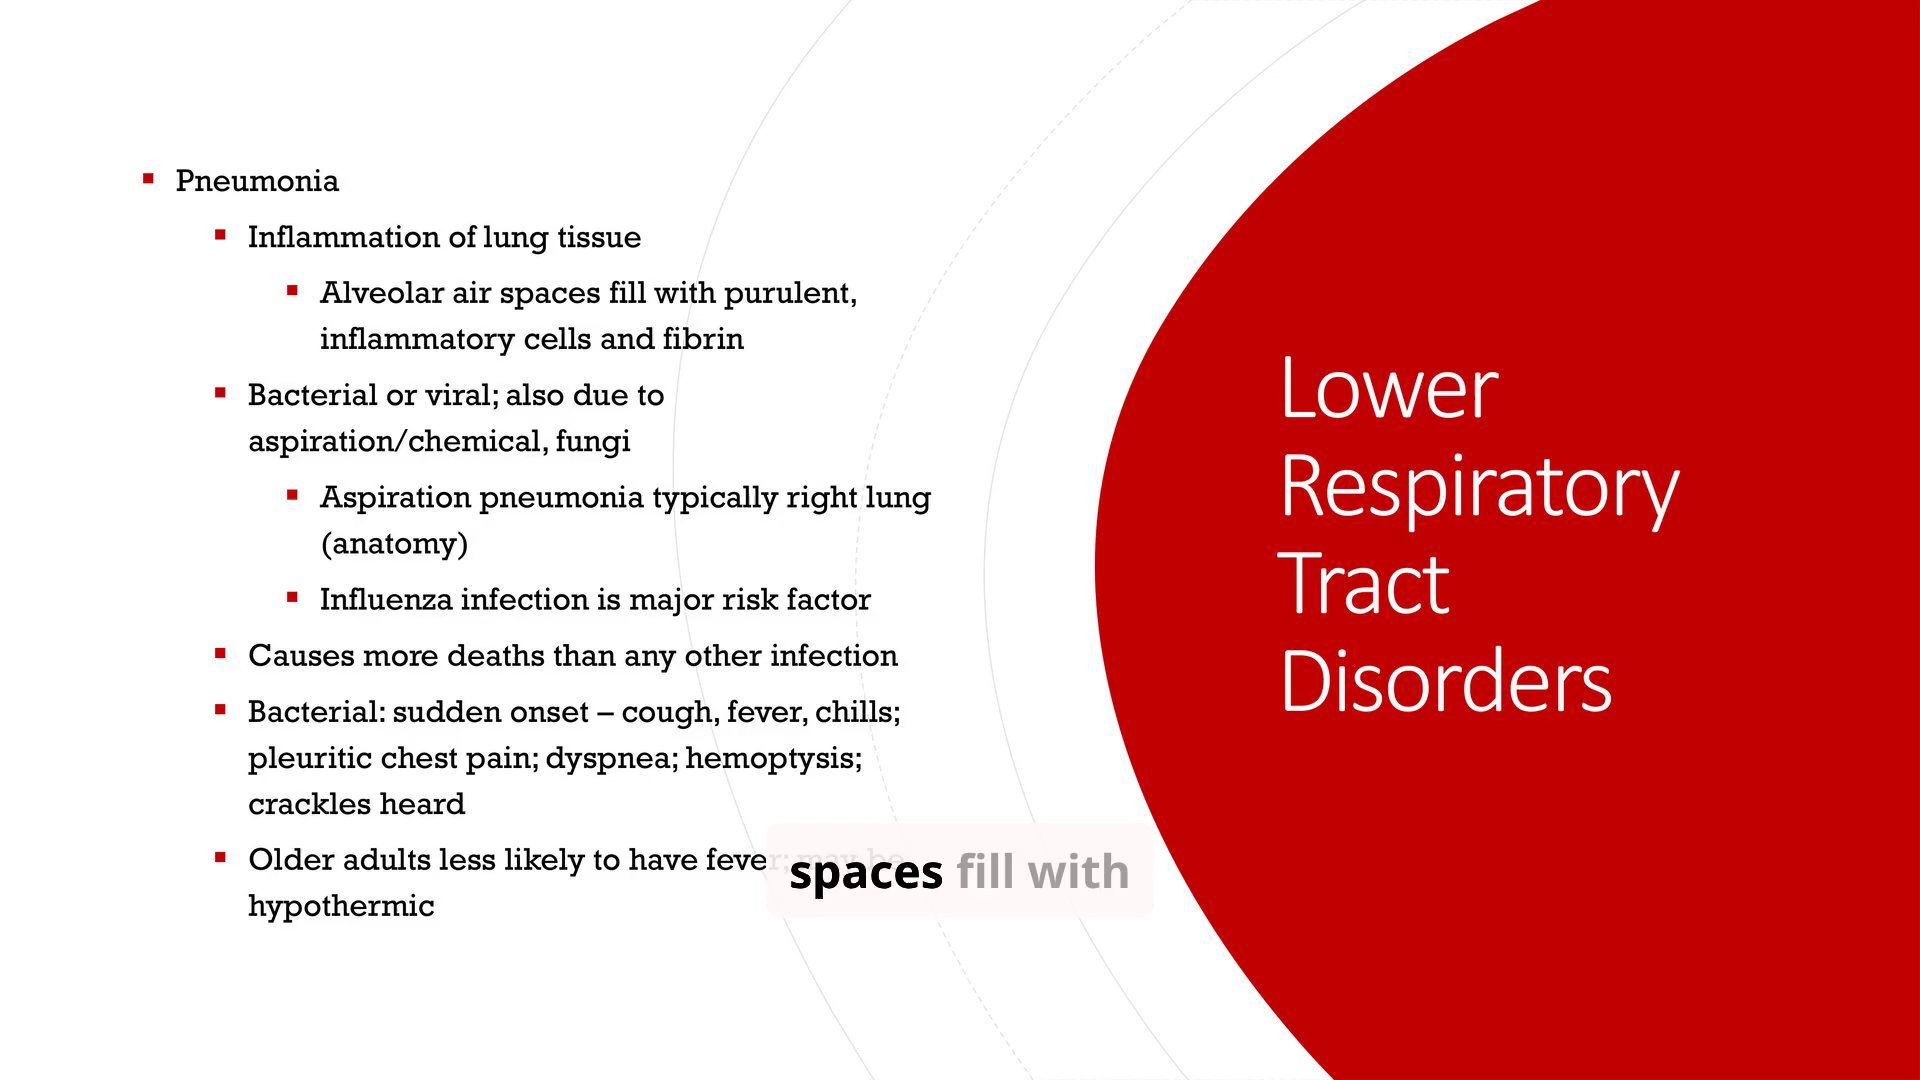 Pneumonia
Inflammation of lung tissue
Alveolar air spaces fill with purulent,
inflammatory cells and fibrin
Bacterial or viral; also due to
aspiration/chemical, fungi
Aspiration pneumonia typically right lung
(anatomy)
Influenza infection is major risk factor
Causes more deaths than any other infection
Bacterial: sudden onset – cough, fever, chills;
pleuritic chest pain; dyspnea; hemoptysis;
crackles heard
Older adults less likely to have fever; may be
hypothermic
spaces fill with
Lower
Respiratory
Tract
Disorders